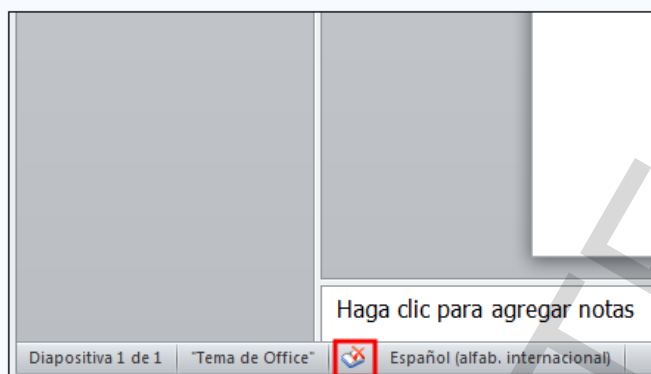 Haga clic para agregar notas
Diapositiva 1 de 1 "Tema de Office" Español (alfab. internacional)